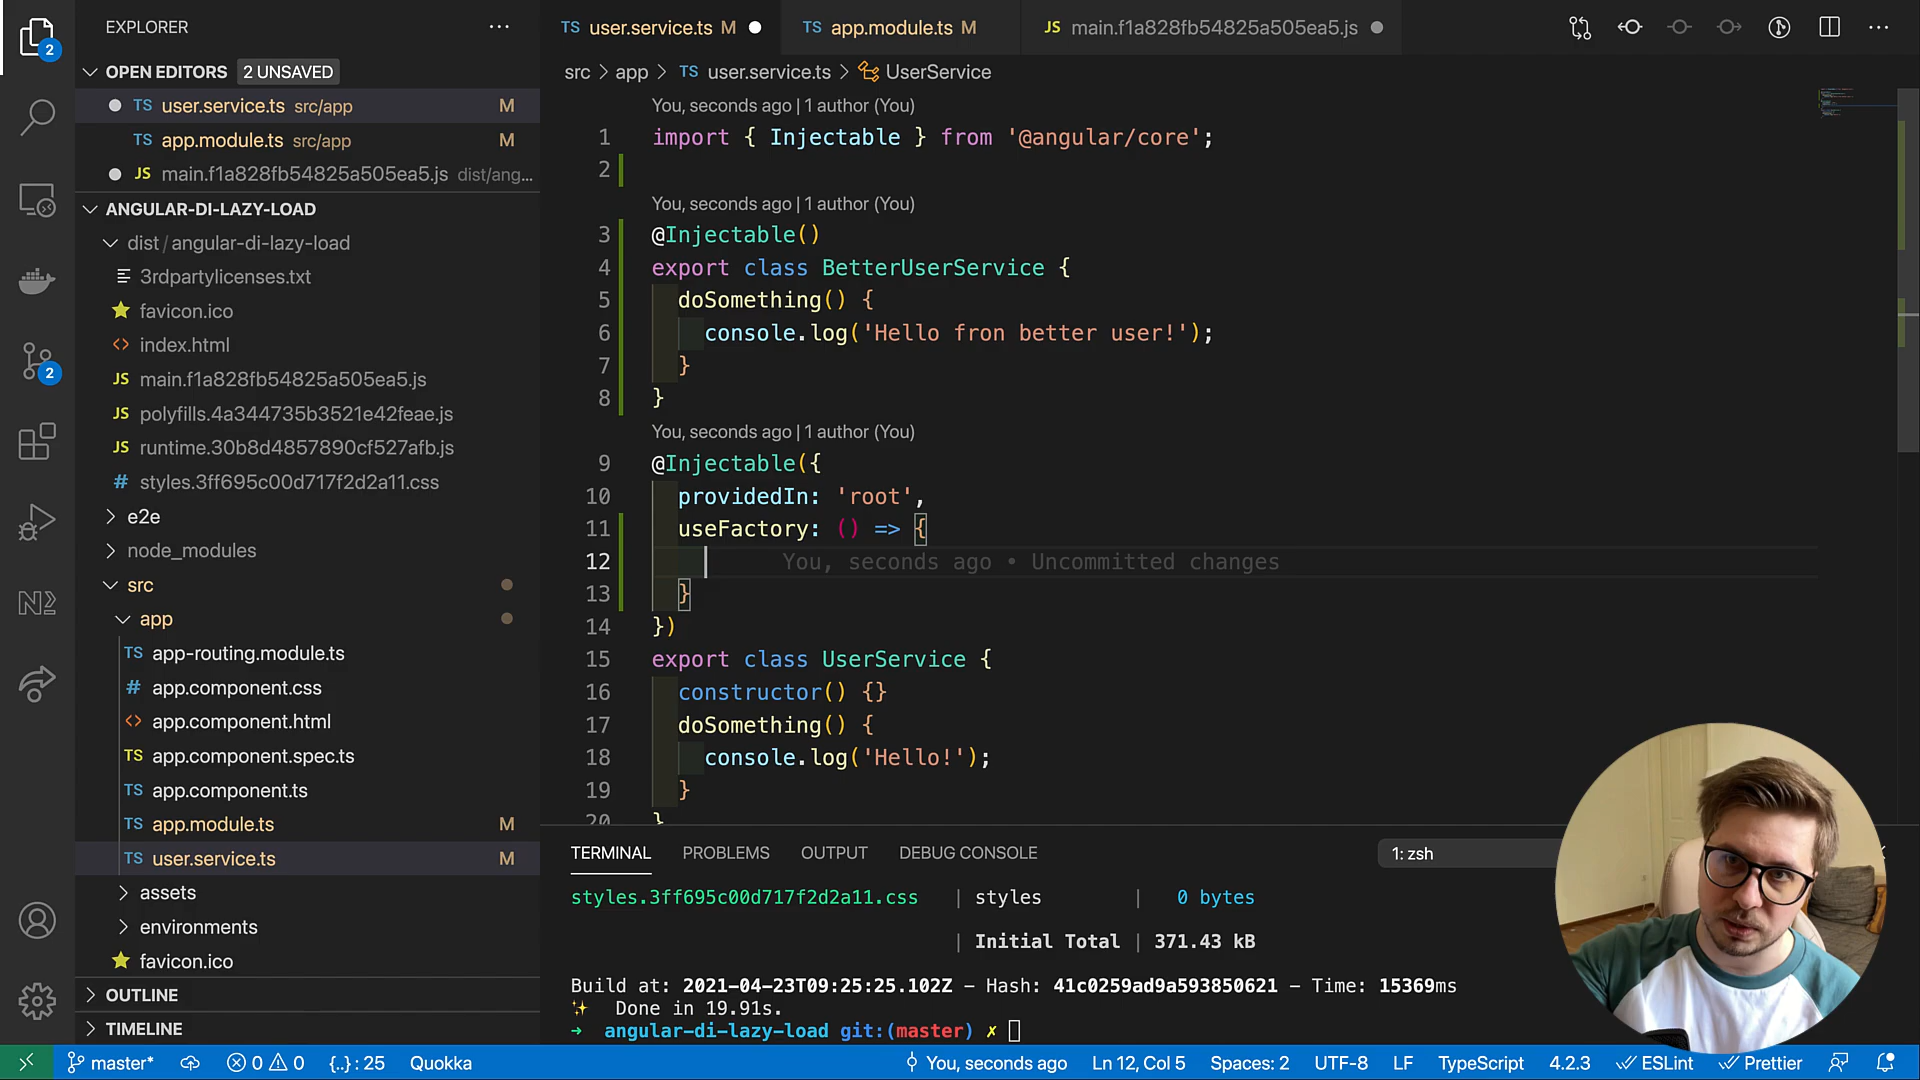 EXPLORER
2
OPEN EDITORS 2 UNSAVED
TS user.service.ts src/app M
TS app.module.ts src/app M
JS main.f1a828fb54825a505ea5.js dist/ang...
ANGULAR-DI-LAZY-LOAD
dist / angular-di-lazy-load
3rdpartylicenses.txt
favicon.ico
index.html
JS main.f1a828fb54825a505ea5.js
JS polyfills.4a344735b3521e42feae.js
JS runtime.30b8d4857890cf527afb.js
# styles.3ff695c00d717f2d2a11.css
e2e
node_modules
src
app
TS app-routing.module.ts
# app.component.css
<> app.component.html
TS app.component.spec.ts
TS app.component.ts
TS app.module.ts M
TS user.service.ts M
assets
environments
favicon.ico
OUTLINE
TIMELINE
2
TS user.service.ts M
TS app.module.ts M
JS main.f1a828fb54825a505ea5.js
src > app > TS user.service.ts > UserService
You, seconds ago | 1 author (You)
1 import { Injectable } from '@angular/core';
2
You, seconds ago | 1 author (You)
3 @Injectable()
4 export class BetterUserService {
5 doSomething() {
6 console.log('Hello fron better user!');
7 }
8 }
You, seconds ago | 1 author (You)
9 @Injectable({
10 providedIn: 'root',
11 useFactory: () => {
12 You, seconds ago • Uncommitted changes
13 }
14 })
15 export class UserService {
16 constructor() {}
17 doSomething() {
18 console.log('Hello!');
19 }
20 }
TERMINAL PROBLEMS OUTPUT DEBUG CONSOLE 1: zsh
styles.3ff695c00d717f2d2a11.css | styles | 0 bytes
| Initial Total | 371.43 kB
Build at: 2021-04-23T09:25:25.102Z - Hash: 41c0259ad9a593850621 - Time: 15369ms
✨ Done in 19.91s.
➜ angular-di-lazy-load git:(master) ✗
master* 0 0 {..}: 25 Quokka You, seconds ago Ln 12, Col 5 Spaces: 2 UTF-8 LF TypeScript 4.2.3 ESLint Prettier